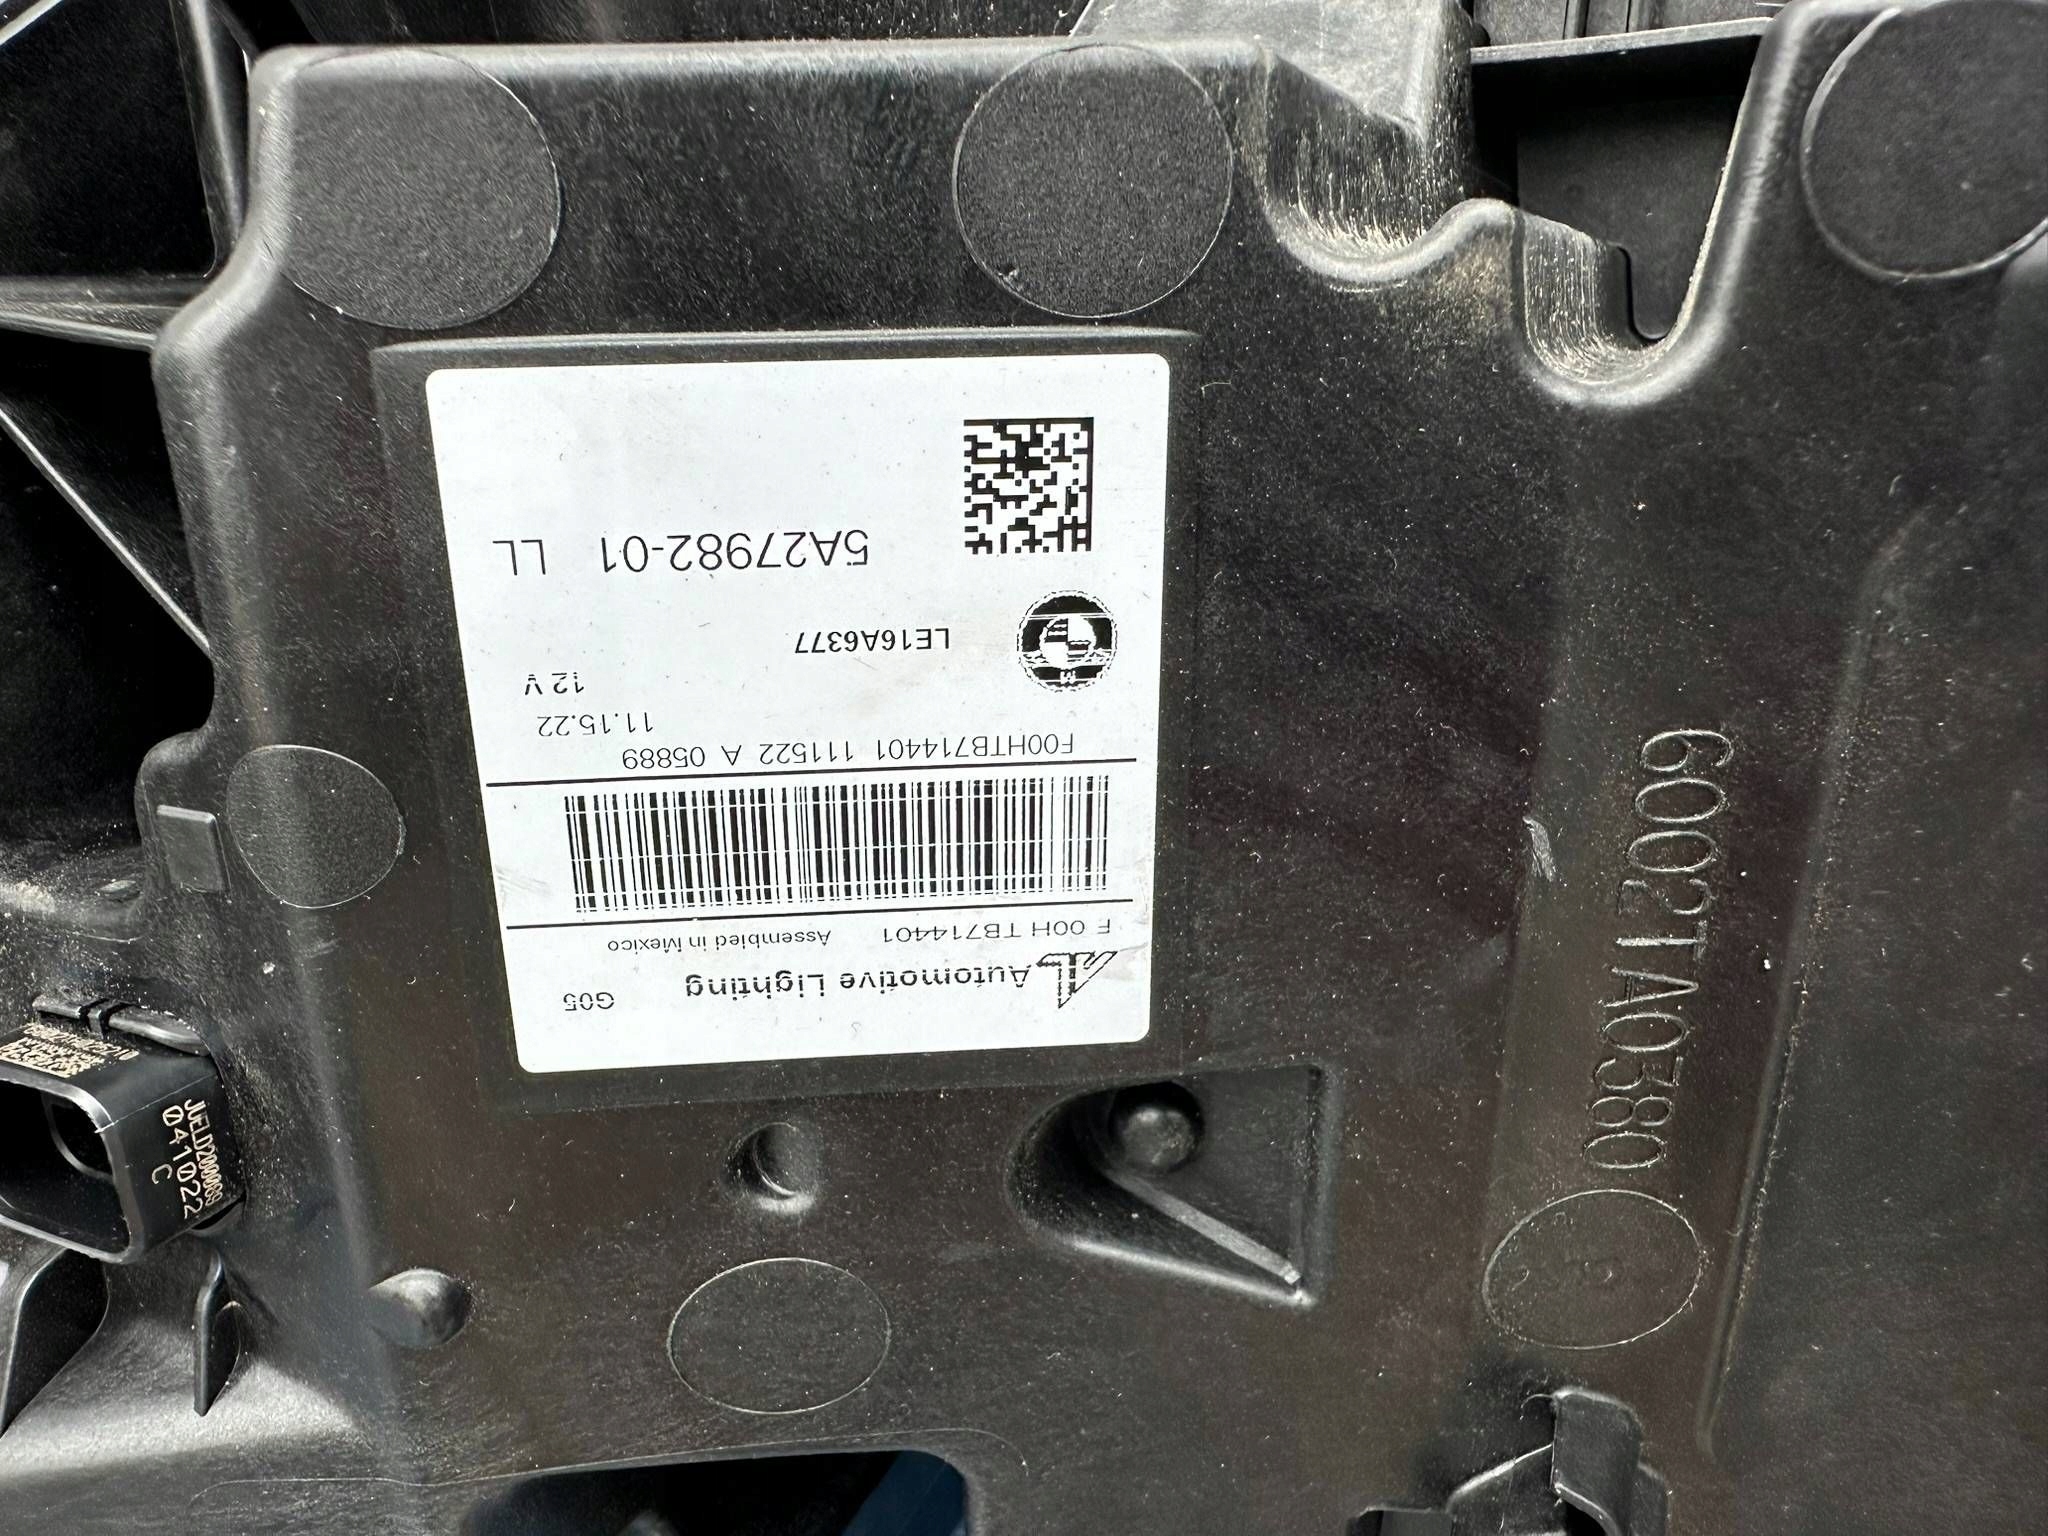 Automotive Lighting G05
F 00H TB714401 Assembled in Mexico
F00HTB714401 111522 A 05889
11.15.22
12 V
LE16A6377
5A27982-01 LL
6002TA0380
041022
C